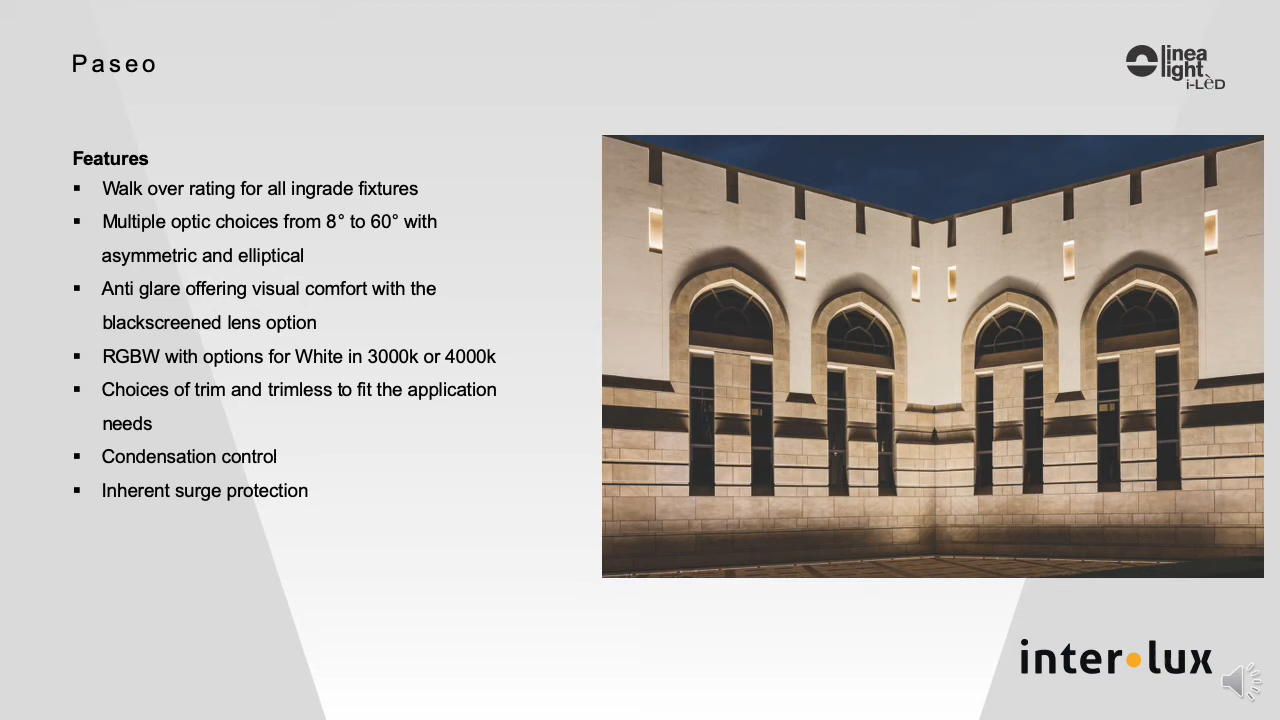 Paseo
linea
light
i-LèD
Features
▪ Walk over rating for all ingrade fixtures
▪ Multiple optic choices from 8° to 60° with
asymmetric and elliptical
▪ Anti glare offering visual comfort with the
blackscreened lens option
▪ RGBW with options for White in 3000k or 4000k
▪ Choices of trim and trimless to fit the application
needs
▪ Condensation control
▪ Inherent surge protection
inter•lux